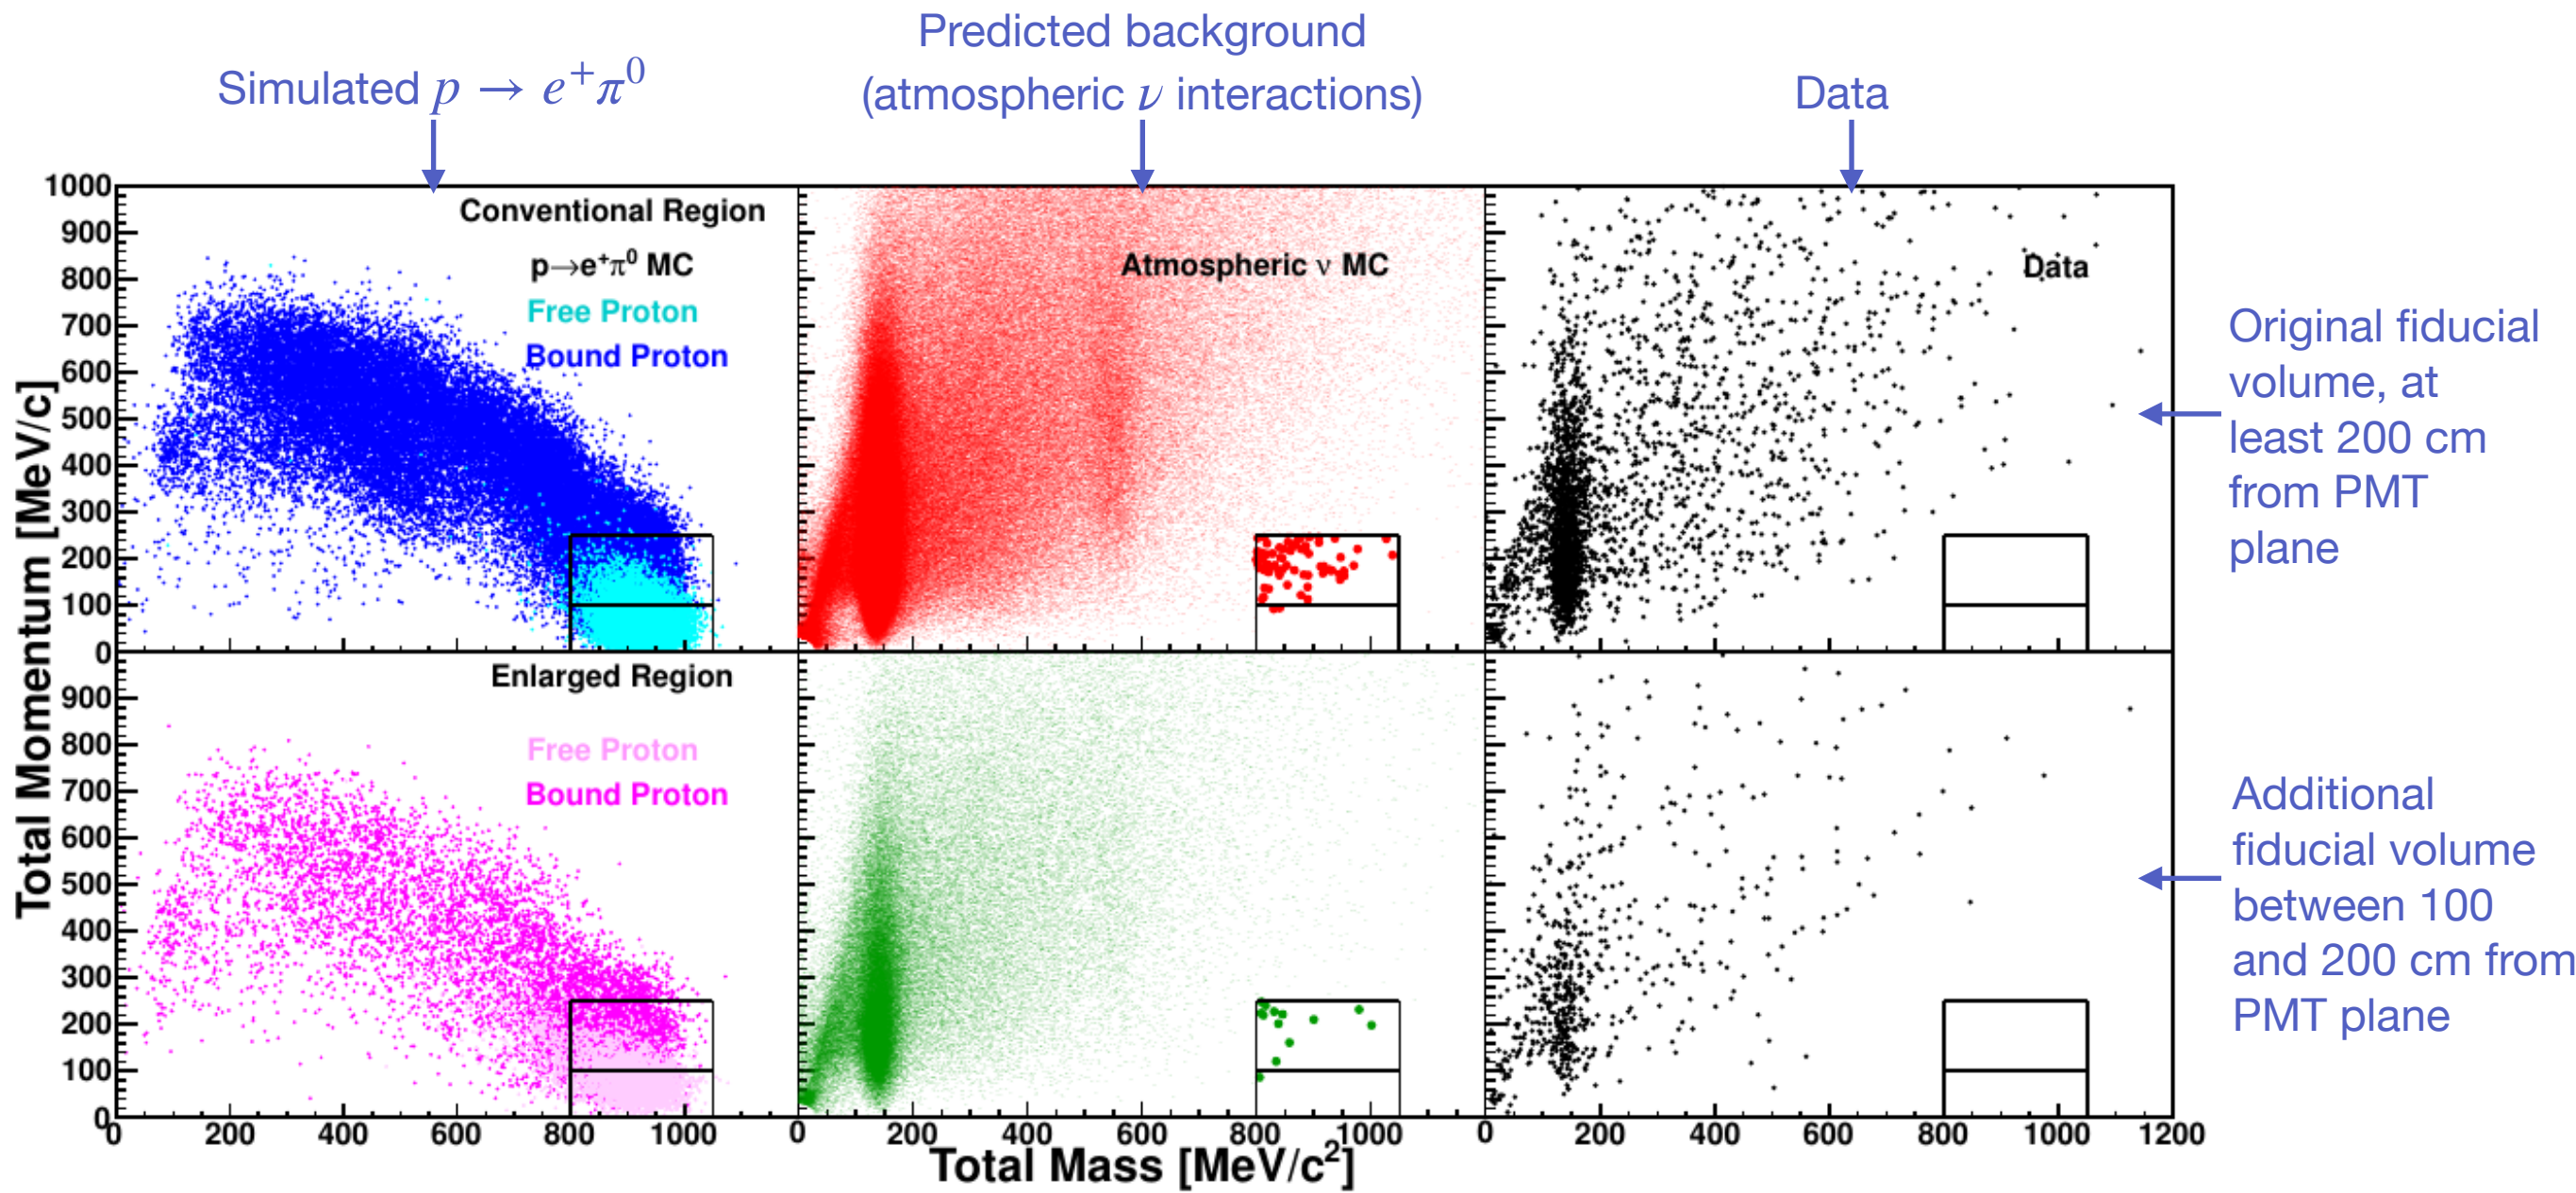 Predicted background
(atmospheric ν interactions)
Simulated p → e⁺π⁰
Data
Conventional Region
p→e⁺π⁰ MC
Free Proton
Bound Proton
Atmospheric ν MC
Data
Original fiducial
volume, at
least 200 cm
from PMT
plane
Enlarged Region
Free Proton
Bound Proton
Additional
fiducial volume
between 100
and 200 cm from
PMT plane
Total Momentum [MeV/c]
1000
900
800
700
600
500
400
300
200
100
0
900
800
700
600
500
400
300
200
100
0
0 200 400 600 800 1000
0 200 400 600 800 1000
0 200 400 600 800 1000 1200
Total Mass [MeV/c²]